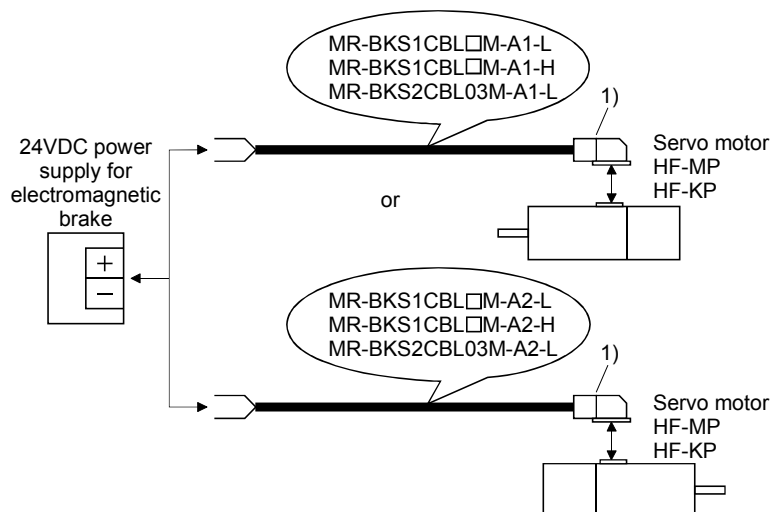 MR-BKS1CBL□M-A1-L
MR-BKS1CBL□M-A1-H
MR-BKS2CBL03M-A1-L
1)
24VDC power
supply for
electromagnetic
brake
Servo motor
HF-MP
HF-KP
or
+
−
MR-BKS1CBL□M-A2-L
MR-BKS1CBL□M-A2-H
MR-BKS2CBL03M-A2-L
1)
Servo motor
HF-MP
HF-KP